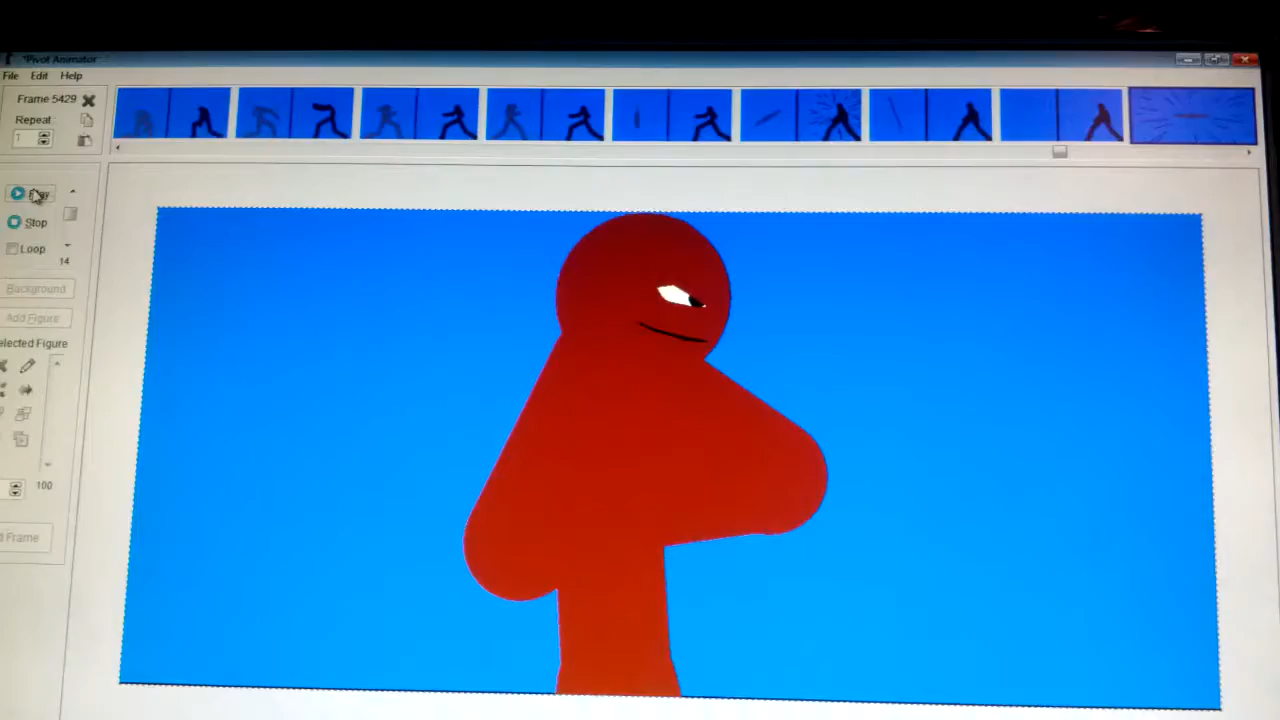 *Pivot Animator
File Edit Help
Frame 5429
Repeat:
1
Play
Stop
Loop
14
Background
Add Figure
elected Figure
100
d Frame